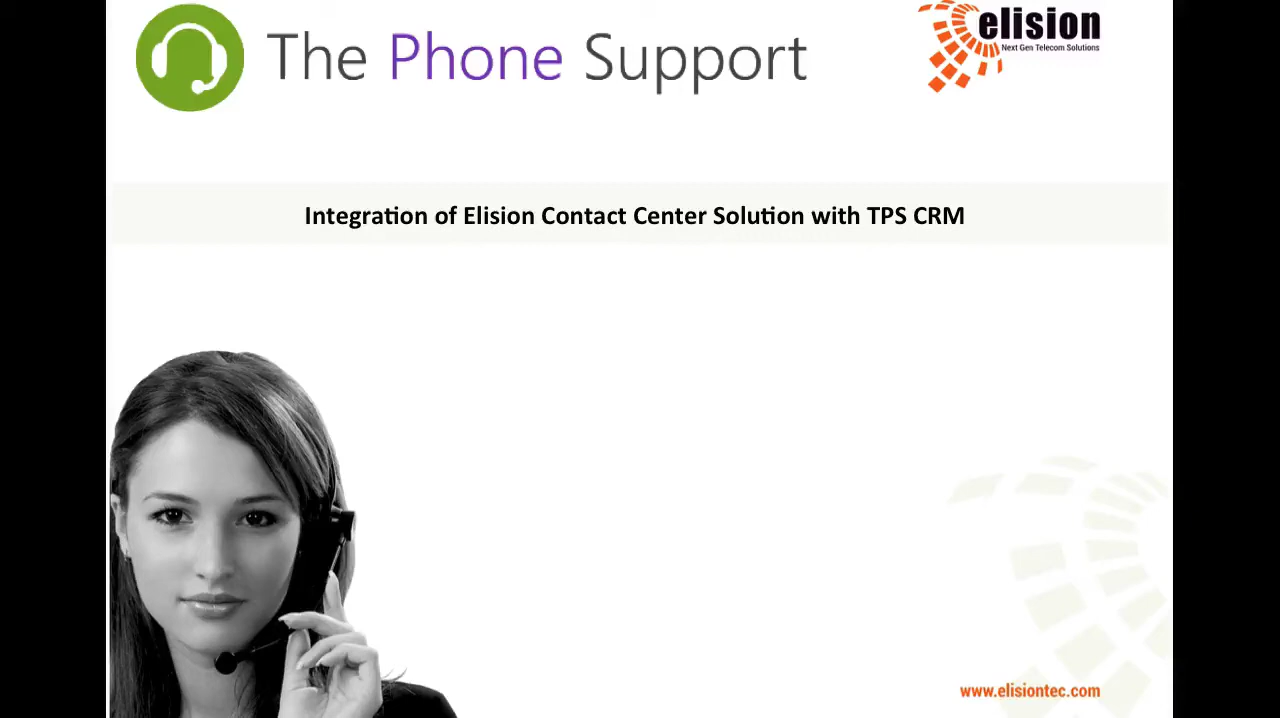 The Phone Support
elision
Next Gen Telecom Solutions
Integration of Elision Contact Center Solution with TPS CRM
www.elisiontec.com